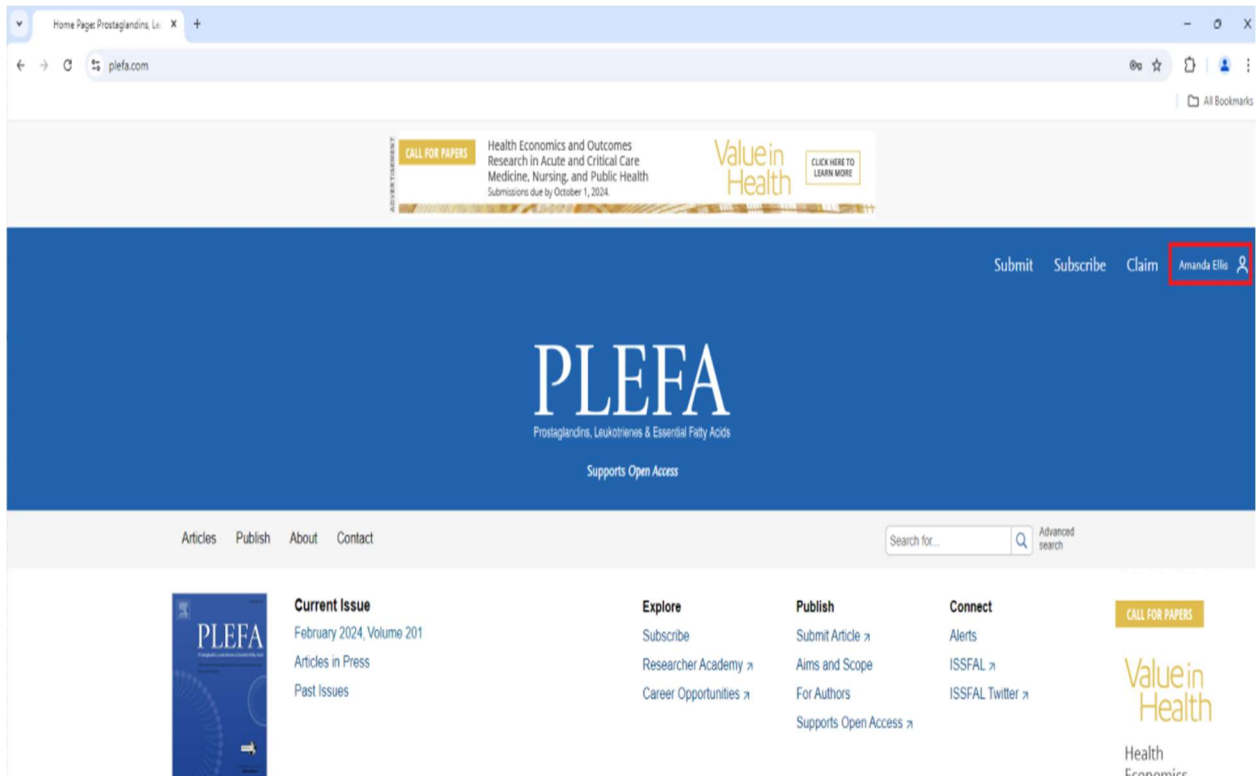 Home Page: Prostaglandins, Le
plefa.com
All Bookmarks
ADVERTISEMENT
CALL FOR PAPERS
Health Economics and Outcomes
Research in Acute and Critical Care
Medicine, Nursing, and Public Health
Submissions due by October 1, 2024.
Value in
Health
CLICK HERE TO
LEARN MORE
Submit Subscribe Claim Amanda Ellis
PLEFA
Prostaglandins, Leukotrienes & Essential Fatty Acids
Supports Open Access
Articles Publish About Contact
Search for...
Advanced
search
PLEFA
Current Issue
February 2024, Volume 201
Articles in Press
Past Issues
Explore
Subscribe
Researcher Academy
Career Opportunities
Publish
Submit Article
Aims and Scope
For Authors
Supports Open Access
Connect
Alerts
ISSFAL
ISSFAL Twitter
CALL FOR PAPERS
Value in
Health
Health
Economics